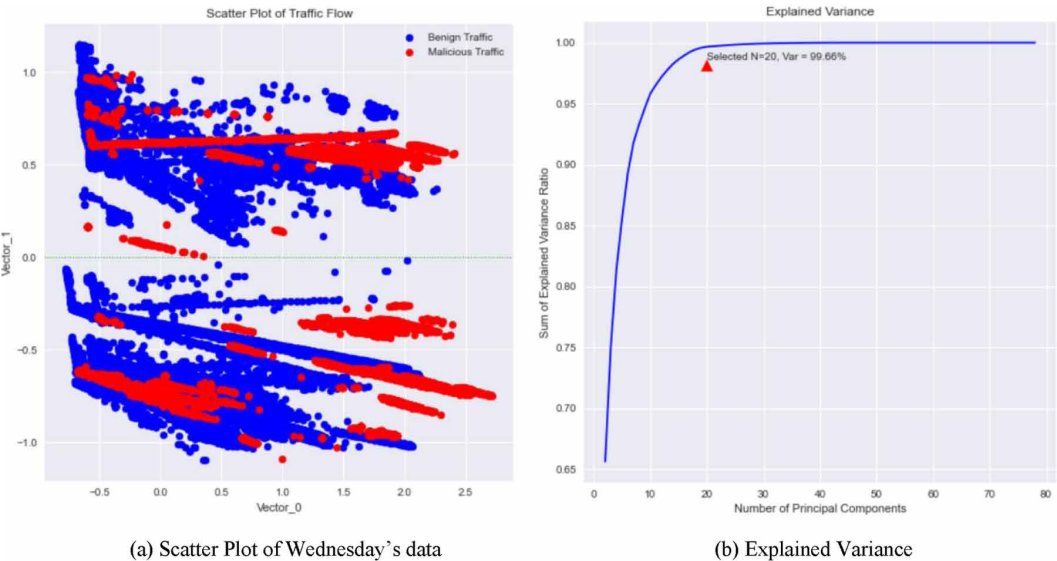 Scatter Plot of Traffic Flow
Benign Traffic
Malicious Traffic
1.0
0.5
0.0
−0.5
−1.0
Vector_1
−0.5 0.0 0.5 1.0 1.5 2.0 2.5
Vector_0
(a) Scatter Plot of Wednesday's data
Explained Variance
Selected N=20, Var = 99.66%
1.00
0.95
0.90
0.85
0.80
0.75
0.70
0.65
Sum of Explained Variance Ratio
0 10 20 30 40 50 60 70 80
Number of Principal Components
(b) Explained Variance